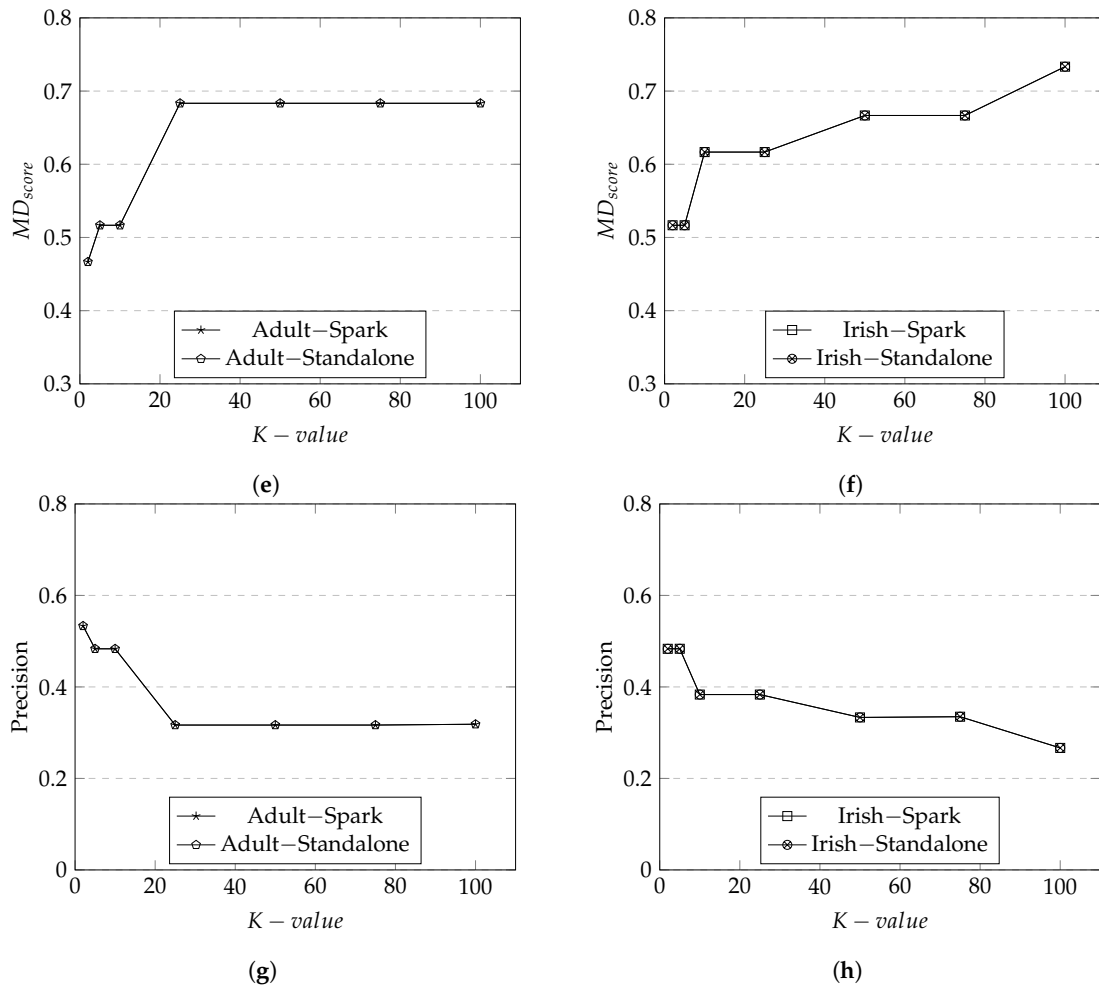 0.8
0.7
0.6
0.5
0.4
0.3
MD_score
0 20 40 60 80 100
K − value
Adult−Spark
Adult−Standalone
(e)
0.8
0.7
0.6
0.5
0.4
0.3
MD_score
0 20 40 60 80 100
K − value
Irish−Spark
Irish−Standalone
(f)
0.8
0.6
0.4
0.2
0
Precision
0 20 40 60 80 100
K − value
Adult−Spark
Adult−Standalone
(g)
0.8
0.6
0.4
0.2
0
Precision
0 20 40 60 80 100
K − value
Irish−Spark
Irish−Standalone
(h)